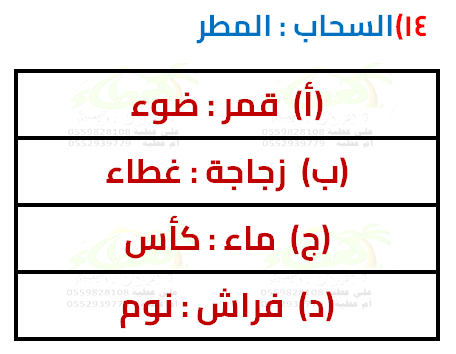 ١٤)السحاب : المطر
(أ) قمر : ضوء
علي عطيه 0559828108
ام عطيه 0552939779
(ب) زجاجة : غطاء
(ج) ماء : كأس
(د) فراش : نوم